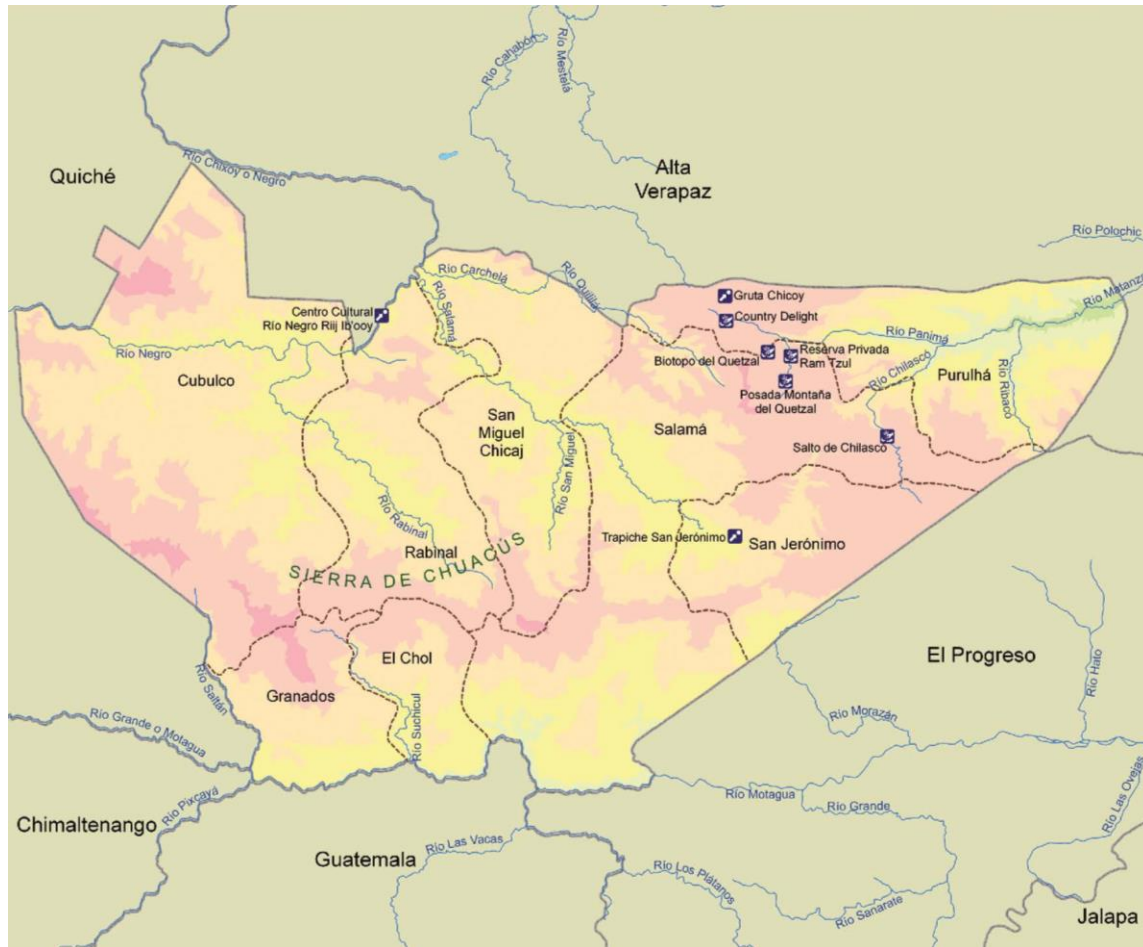 Río Cahabón
Río Mestelá
Quiché
Río Chixoy o Negro
Alta
Verapaz
Río Polochic
Río Carchelá
Río Quililá
Río Matanza
Río Salamá
Gruta Chicoy
Centro Cultural
Río Negro Riij Ib'ooy
Country Delight
Río Panimá
Río Negro
Biotopo del Quetzal
Reserva Privada
Ram Tzul
Cubulco
Río Chilascó
Purulhá
Río Ribacó
Posada Montaña
del Quetzal
San
Miguel
Chicaj
Salamá
Salto de Chilascó
Río San Miguel
Río Rabinal
Trapiche San Jerónimo
San Jerónimo
Rabinal
SIERRA DE CHUACÚS
El Chol
El Progreso
Granados
Río Saltán
Río Hato
Río Suchicul
Río Grande o Motagua
Río Morazán
Río Pixcayá
Río Motagua
Río Grande
Río Las Ovejas
Chimaltenango
Río Las Vacas
Guatemala
Río Los Plátanos
Río Sanarate
Jalapa